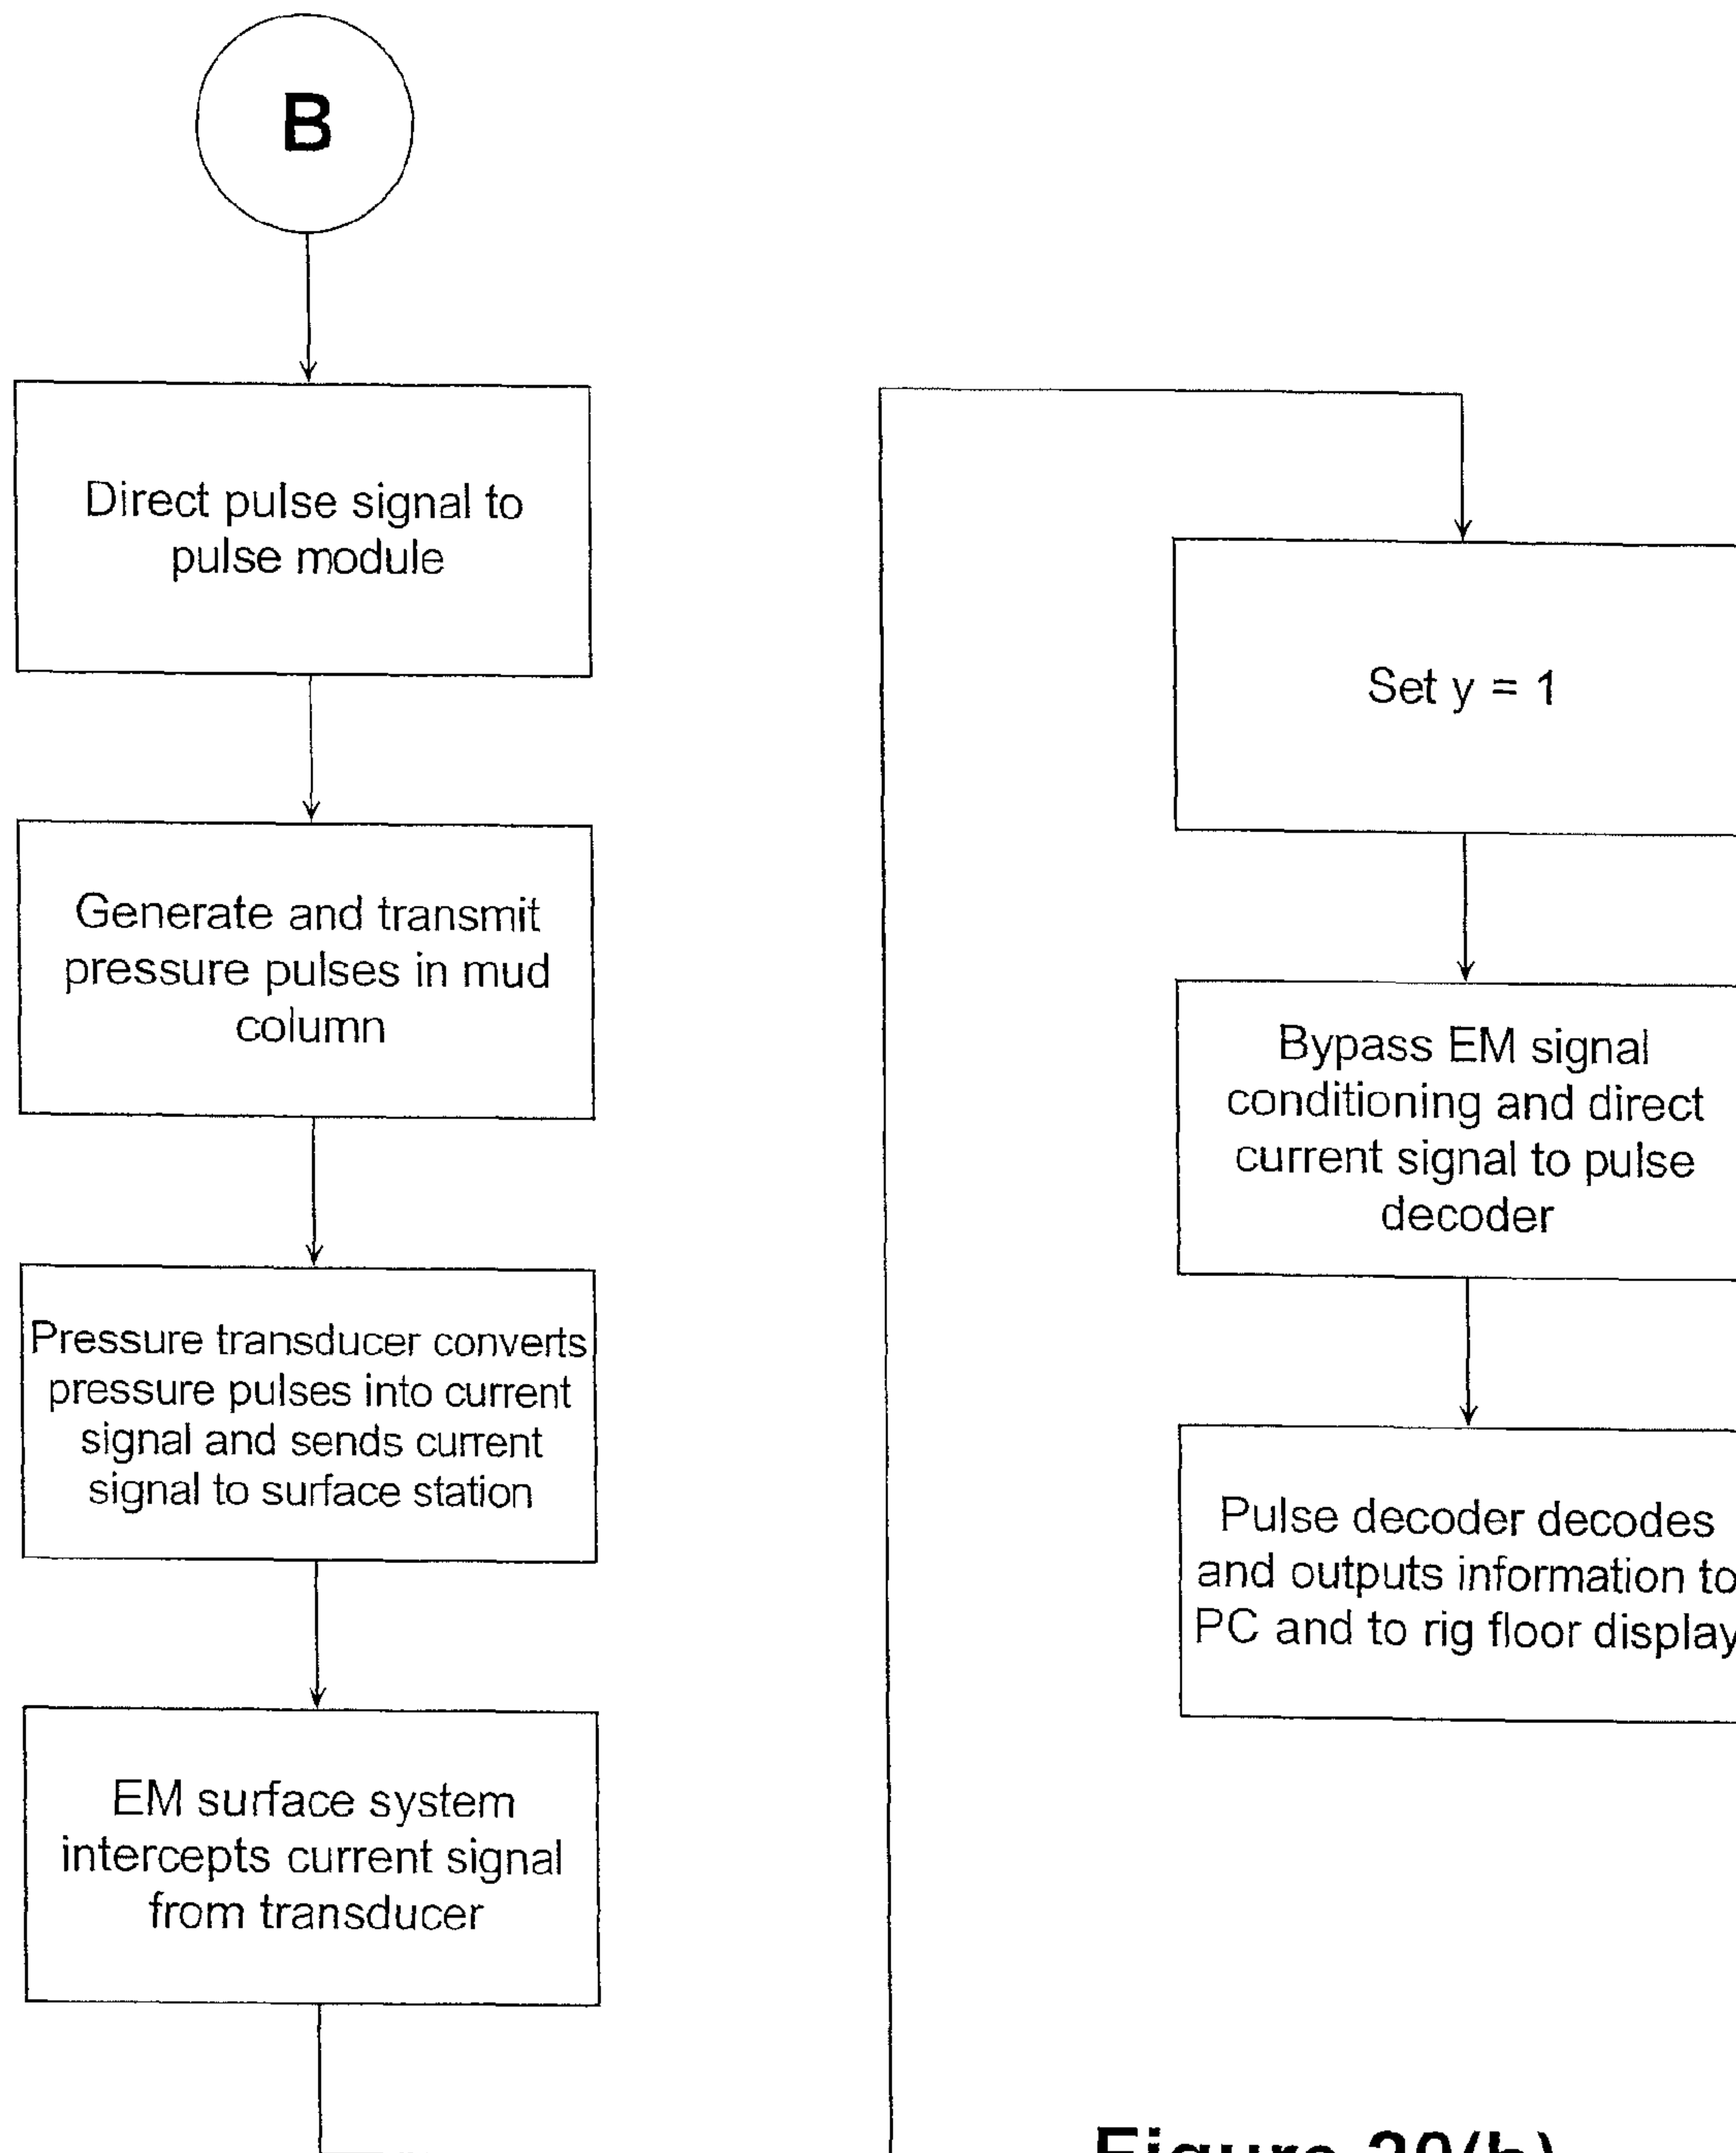 B
Direct pulse signal to
pulse module
Generate and transmit
pressure pulses in mud
column
Pressure transducer converts
pressure pulses into current
signal and sends current
signal to surface station
EM surface system
intercepts current signal
from transducer
Set y = 1
Bypass EM signal
conditioning and direct
current signal to pulse
decoder
Pulse decoder decodes
and outputs information to
PC and to rig floor display
Figure